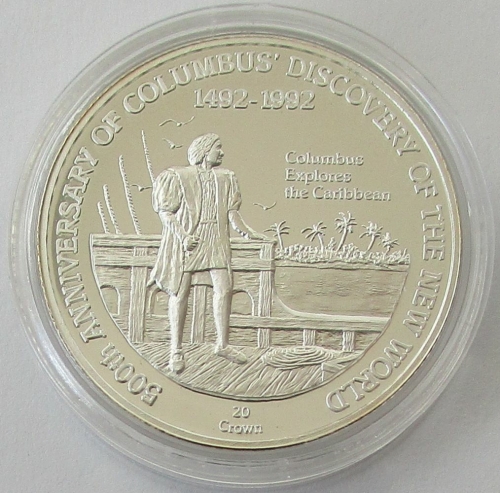 500th ANNIVERSARY OF COLUMBUS' DISCOVERY OF THE NEW WORLD
1492-1992
Columbus
Explores
the Caribbean
20
Crown